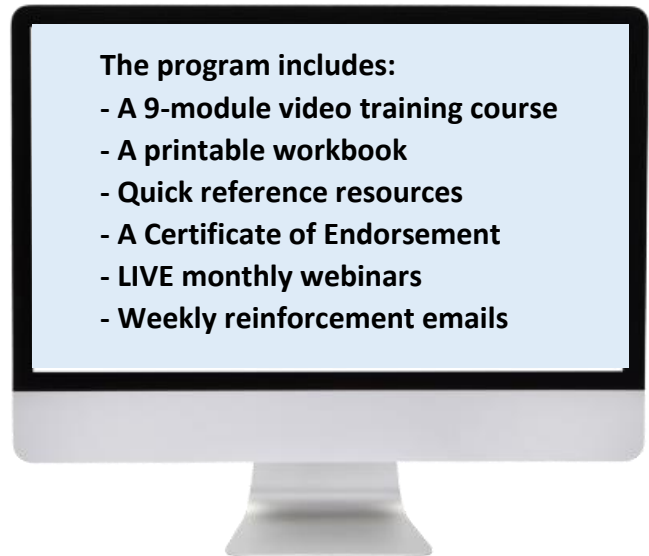 The program includes:
- A 9-module video training course
- A printable workbook
- Quick reference resources
- A Certificate of Endorsement
- LIVE monthly webinars
- Weekly reinforcement emails